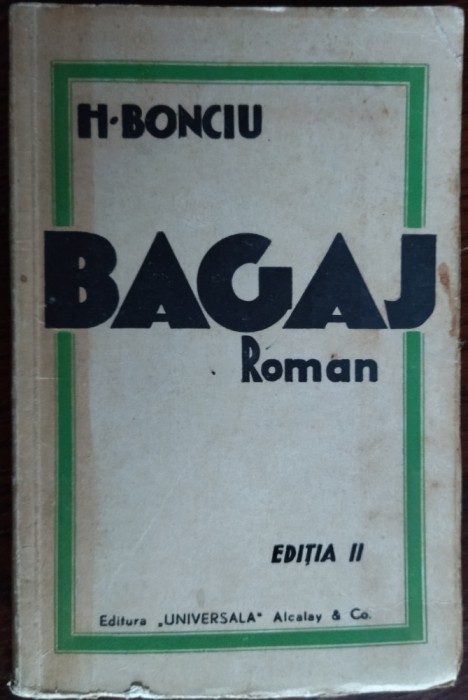 H·BONCIU
BAGAJ
Roman
EDIȚIA II
Editura „UNIVERSALA" Alcalay & Co.